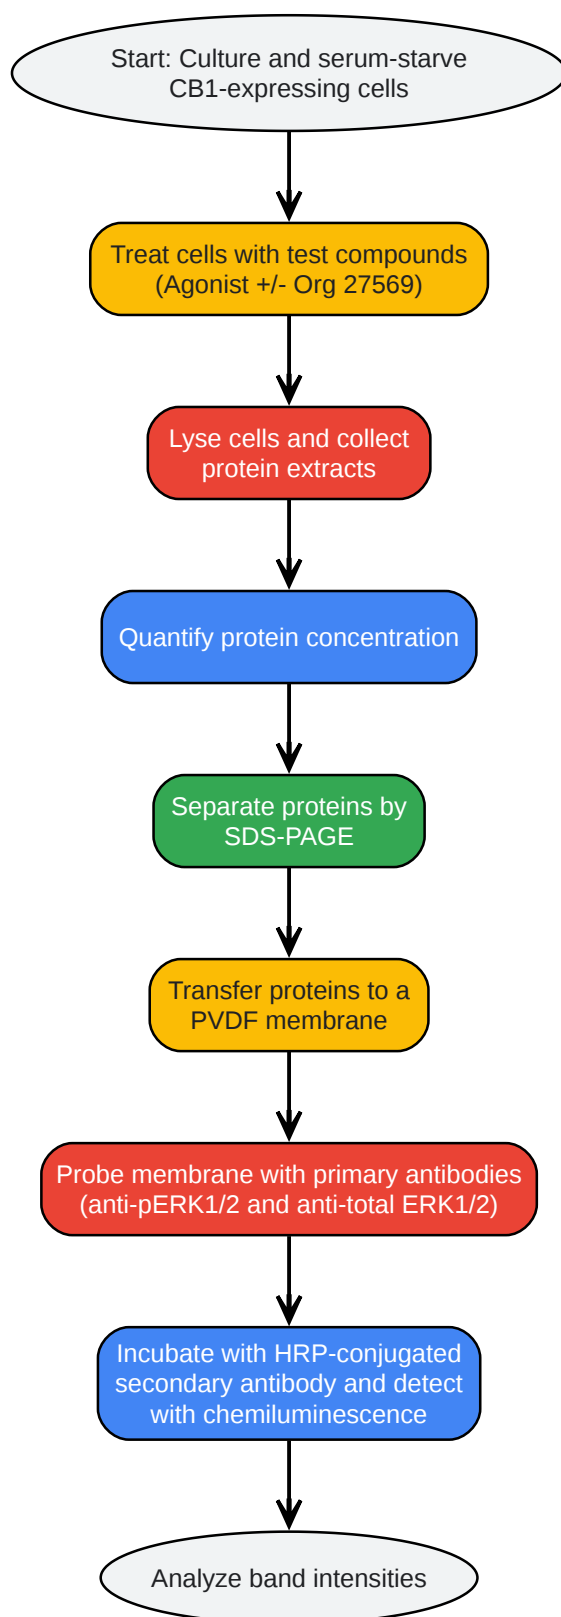 Start: Culture and serum-starve
CB1-expressing cells
Treat cells with test compounds
(Agonist +/- Org 27569)
Lyse cells and collect
protein extracts
Quantify protein concentration
Separate proteins by
SDS-PAGE
Transfer proteins to a
PVDF membrane
Probe membrane with primary antibodies
(anti-pERK1/2 and anti-total ERK1/2)
Incubate with HRP-conjugated
secondary antibody and detect
with chemiluminescence
Analyze band intensities